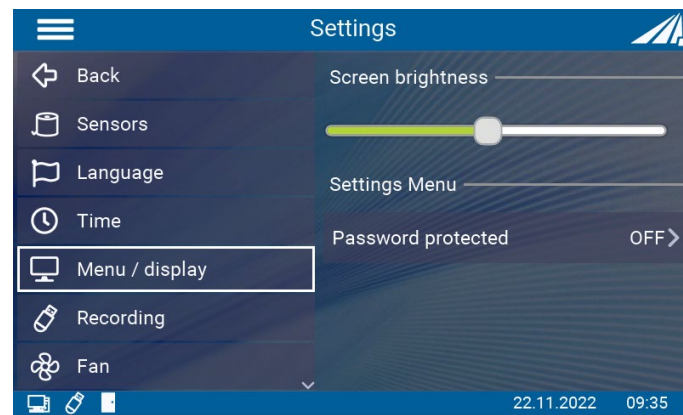 Settings
Back
Sensors
Language
Time
Menu / display
Recording
Fan
Screen brightness
Settings Menu
Password protected OFF
22.11.2022 09:35